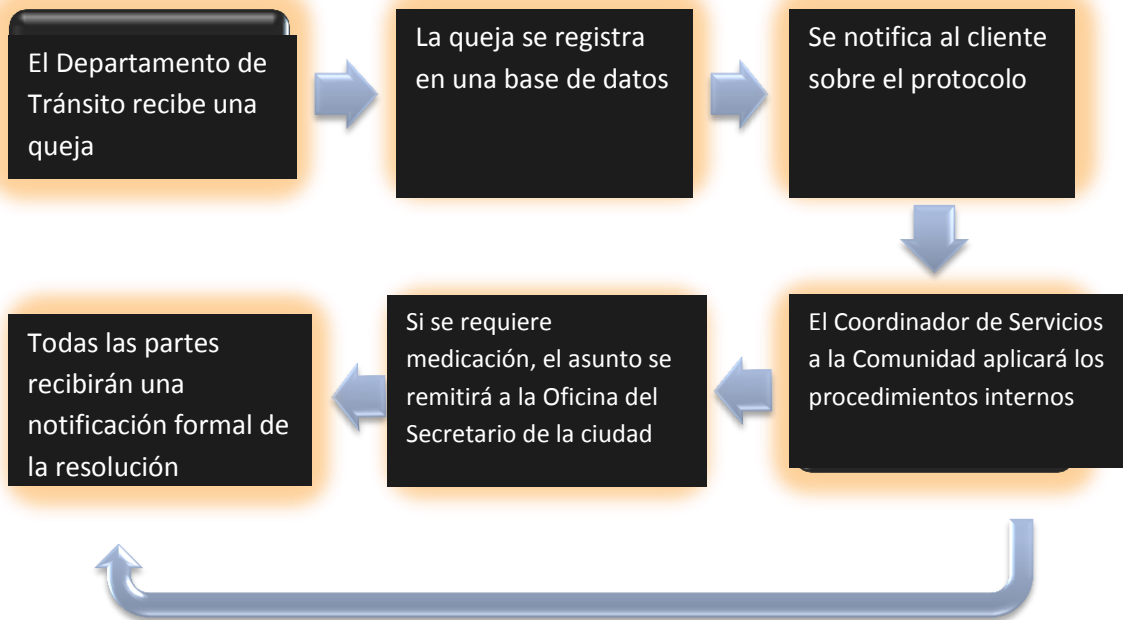 El Departamento de
Tránsito recibe una
queja
La queja se registra
en una base de datos
Se notifica al cliente
sobre el protocolo
El Coordinador de Servicios
a la Comunidad aplicará los
procedimientos internos
Si se requiere
medicación, el asunto se
remitirá a la Oficina del
Secretario de la ciudad
Todas las partes
recibirán una
notificación formal de
la resolución